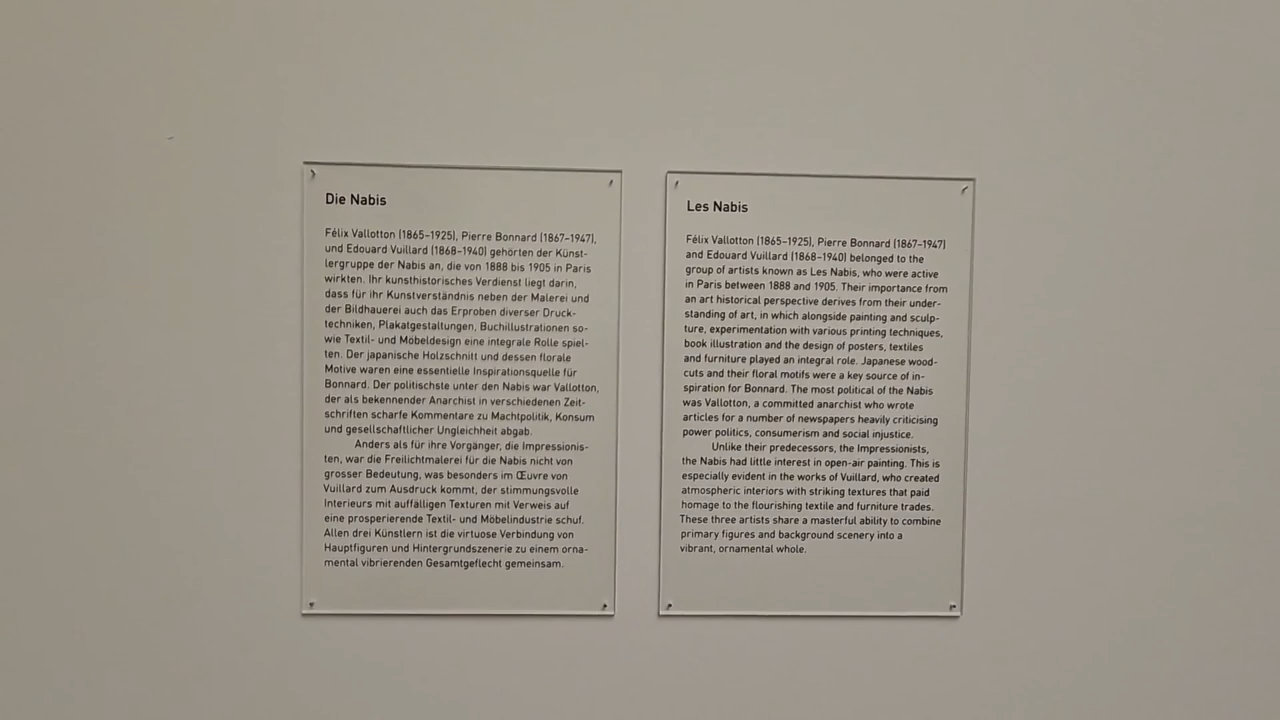 Die Nabis
Félix Vallotton (1865–1925), Pierre Bonnard (1867–1947),
und Edouard Vuillard (1868–1940) gehörten der Künst-
lergruppe der Nabis an, die von 1888 bis 1905 in Paris
wirkten. Ihr kunsthistorisches Verdienst liegt darin,
dass für ihr Kunstverständnis neben der Malerei und
der Bildhauerei auch das Erproben diverser Druck-
techniken, Plakatgestaltungen, Buchillustrationen so-
wie Textil- und Möbeldesign eine integrale Rolle spiel-
ten. Der japanische Holzschnitt und dessen florale
Motive waren eine essentielle Inspirationsquelle für
Bonnard. Der politischste unter den Nabis war Vallotton,
der als bekennender Anarchist in verschiedenen Zeit-
schriften scharfe Kommentare zu Machtpolitik, Konsum
und gesellschaftlicher Ungleichheit abgab.
Anders als für ihre Vorgänger, die Impressionis-
ten, war die Freilichtmalerei für die Nabis nicht von
grosser Bedeutung, was besonders im Œuvre von
Vuillard zum Ausdruck kommt, der stimmungsvolle
Interieurs mit auffälligen Texturen mit Verweis auf
eine prosperierende Textil- und Möbelindustrie schuf.
Allen drei Künstlern ist die virtuose Verbindung von
Hauptfiguren und Hintergrundszenerie zu einem orna-
mental vibrierenden Gesamtgeflecht gemeinsam.
Les Nabis
Félix Vallotton (1865–1925), Pierre Bonnard (1867–1947)
and Edouard Vuillard (1868–1940) belonged to the
group of artists known as Les Nabis, who were active
in Paris between 1888 and 1905. Their importance from
an art historical perspective derives from their under-
standing of art, in which alongside painting and sculp-
ture, experimentation with various printing techniques,
book illustration and the design of posters, textiles
and furniture played an integral role. Japanese wood-
cuts and their floral motifs were a key source of in-
spiration for Bonnard. The most political of the Nabis
was Vallotton, a committed anarchist who wrote
articles for a number of newspapers heavily criticising
power politics, consumerism and social injustice.
Unlike their predecessors, the Impressionists,
the Nabis had little interest in open-air painting. This is
especially evident in the works of Vuillard, who created
atmospheric interiors with striking textures that paid
homage to the flourishing textile and furniture trades.
These three artists share a masterful ability to combine
primary figures and background scenery into a
vibrant, ornamental whole.